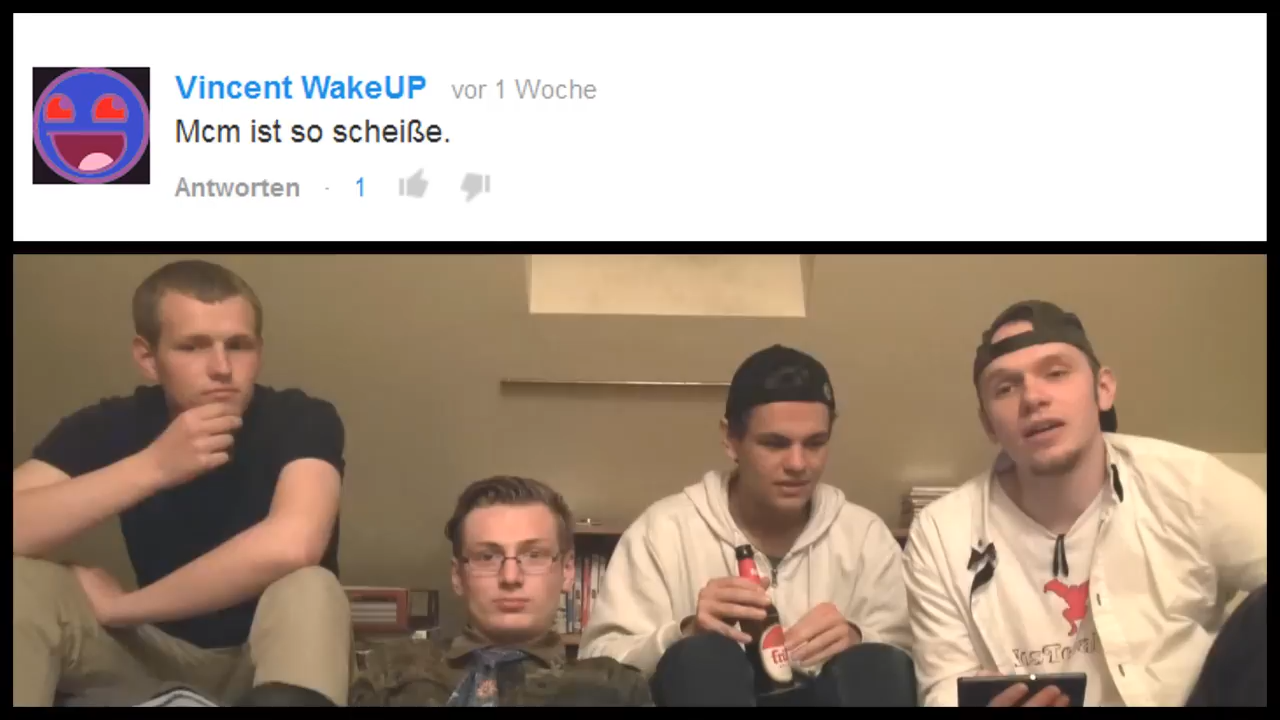 Vincent WakeUP vor 1 Woche
Mcm ist so scheiße.
Antworten · 1